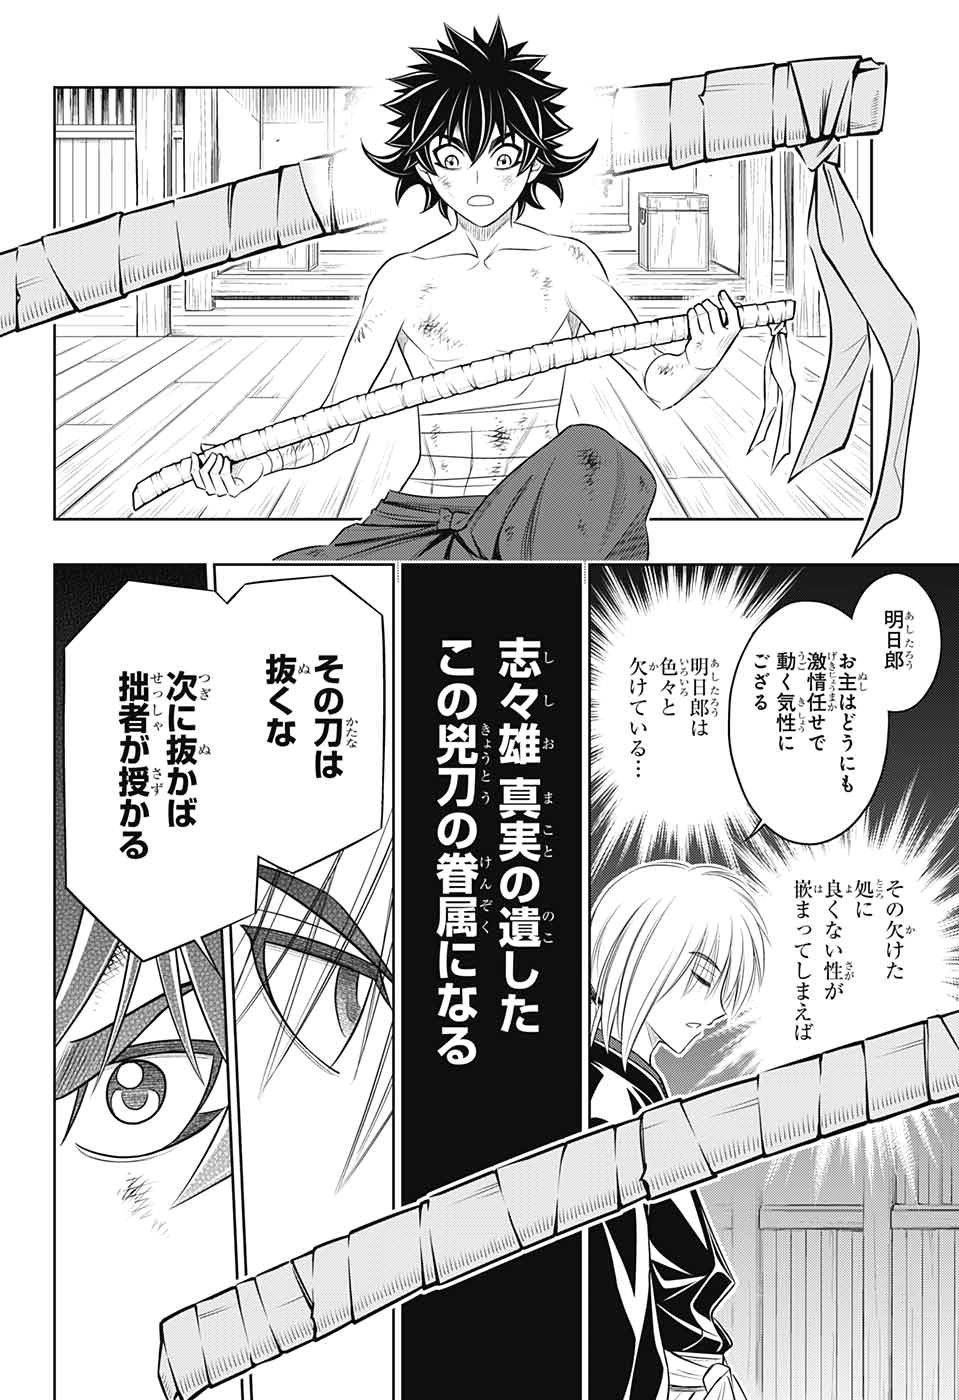 明日郎
お主はどうにも
激情任せで
動く気性に
ござる
明日郎は
色々と
欠けている…
その欠けた
処に
良くない性が
嵌まってしまえば
志々雄真実の遺した
この兇刀の眷属になる
その刀は
抜くな
次に抜かば
拙者が授かる